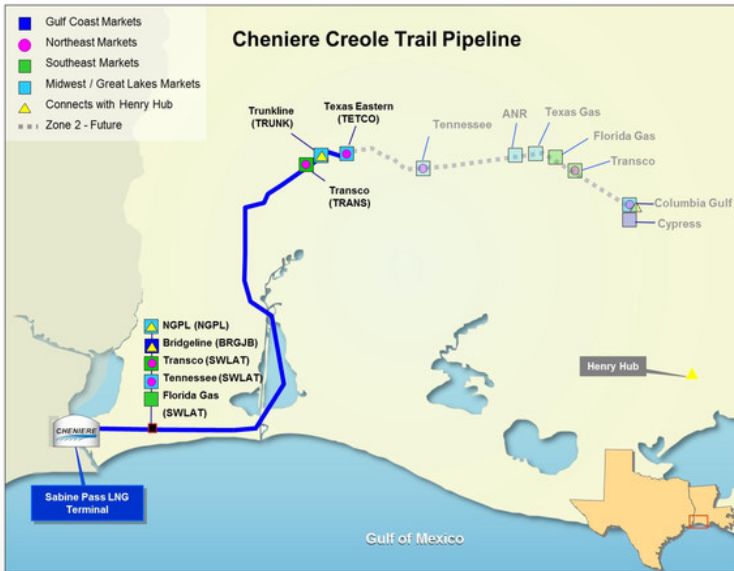 Cheniere Creole Trail Pipeline
Gulf Coast Markets
Northeast Markets
Southeast Markets
Midwest / Great Lakes Markets
Connects with Henry Hub
Zone 2 - Future
Trunkline
(TRUNK)
Texas Eastern
(TETCO)
Transco
(TRANS)
Tennessee
ANR
Texas Gas
Florida Gas
Transco
Columbia Gulf
Cypress
NGPL (NGPL)
Bridgeline (BRGJB)
Transco (SWLAT)
Tennessee (SWLAT)
Florida Gas
(SWLAT)
Henry Hub
CHENIERE
Sabine Pass LNG
Terminal
Gulf of Mexico